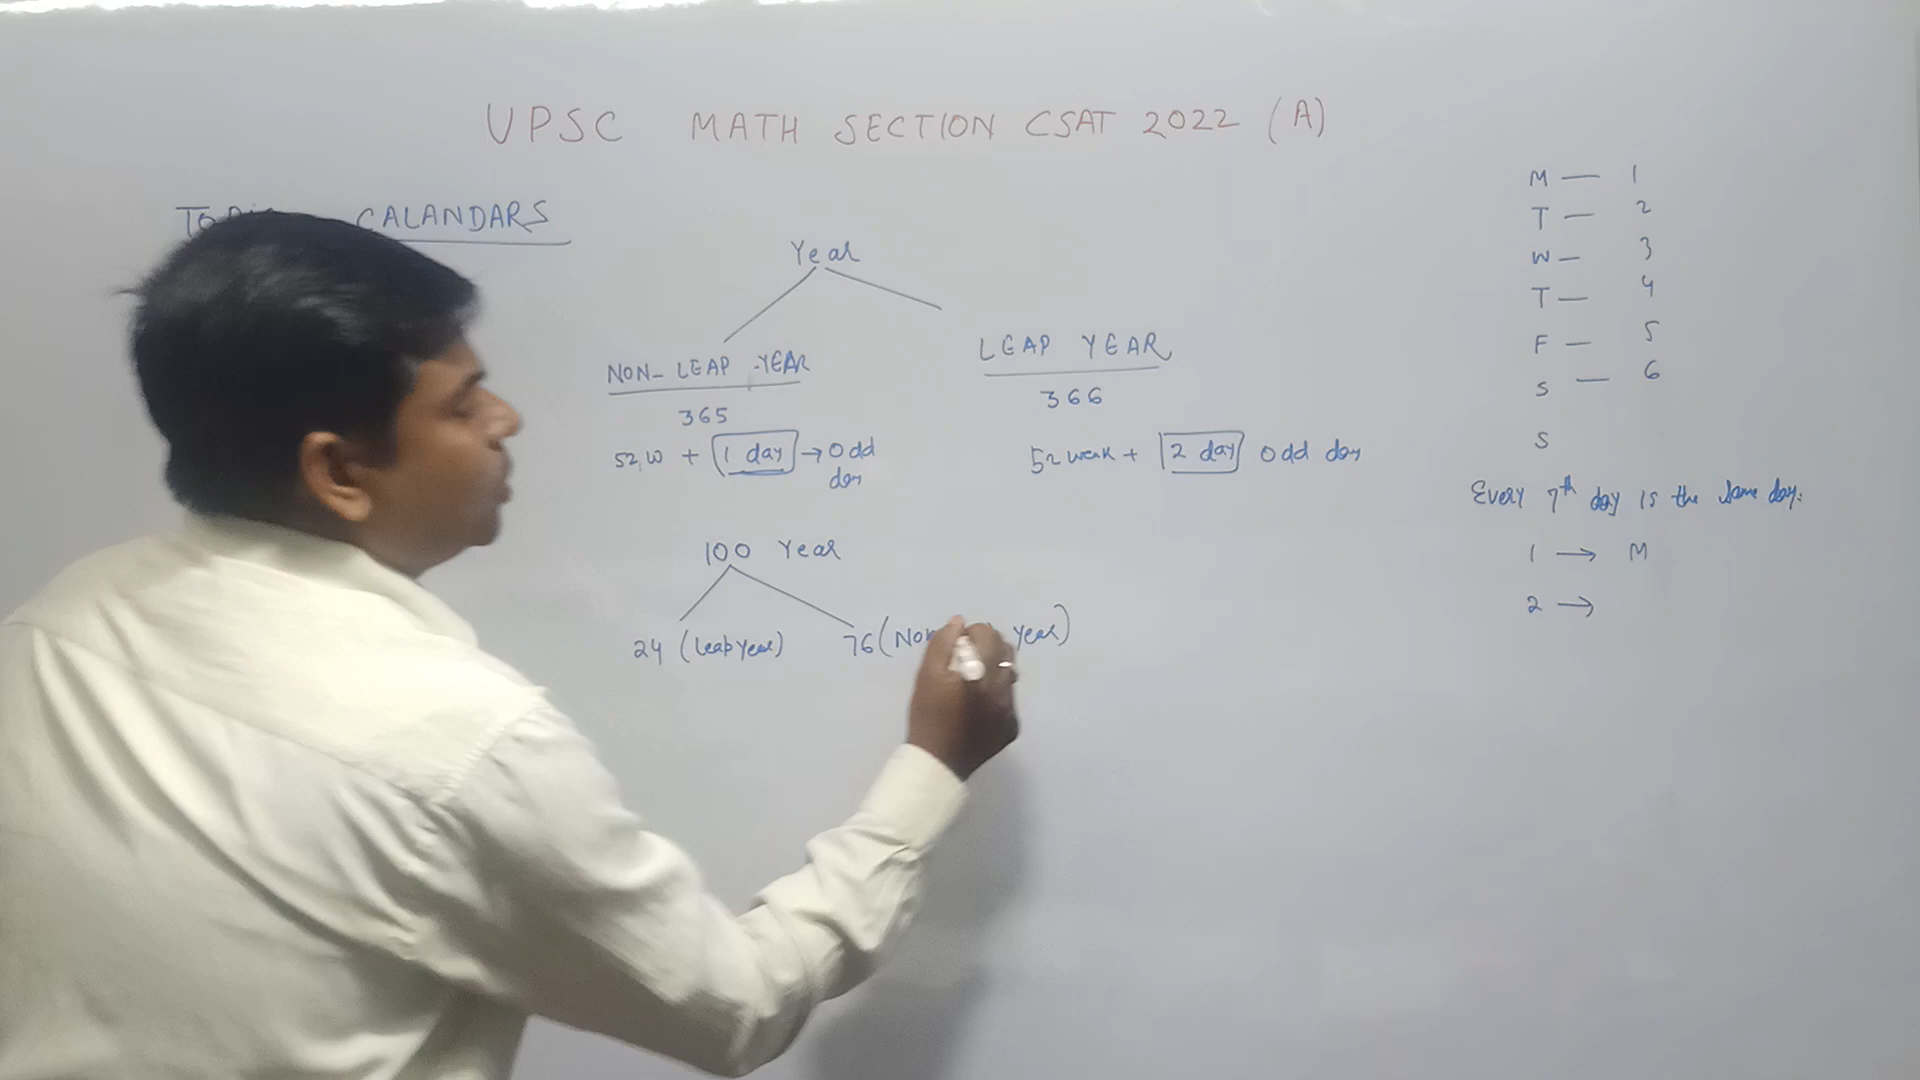 UPSC MATH SECTION CSAT 2022 (A)
CALANDARS
Year
NON-LEAP-YEAR
365
52 W + 1 day → Odd
day
LEAP YEAR
366
52 weak + 2 day Odd day
100 Year
24 (leap year) 76 (Non year)
M — 1
T — 2
W — 3
T — 4
F — 5
S — 6
S
Every 7th day is the same day.
1 → M
2 →